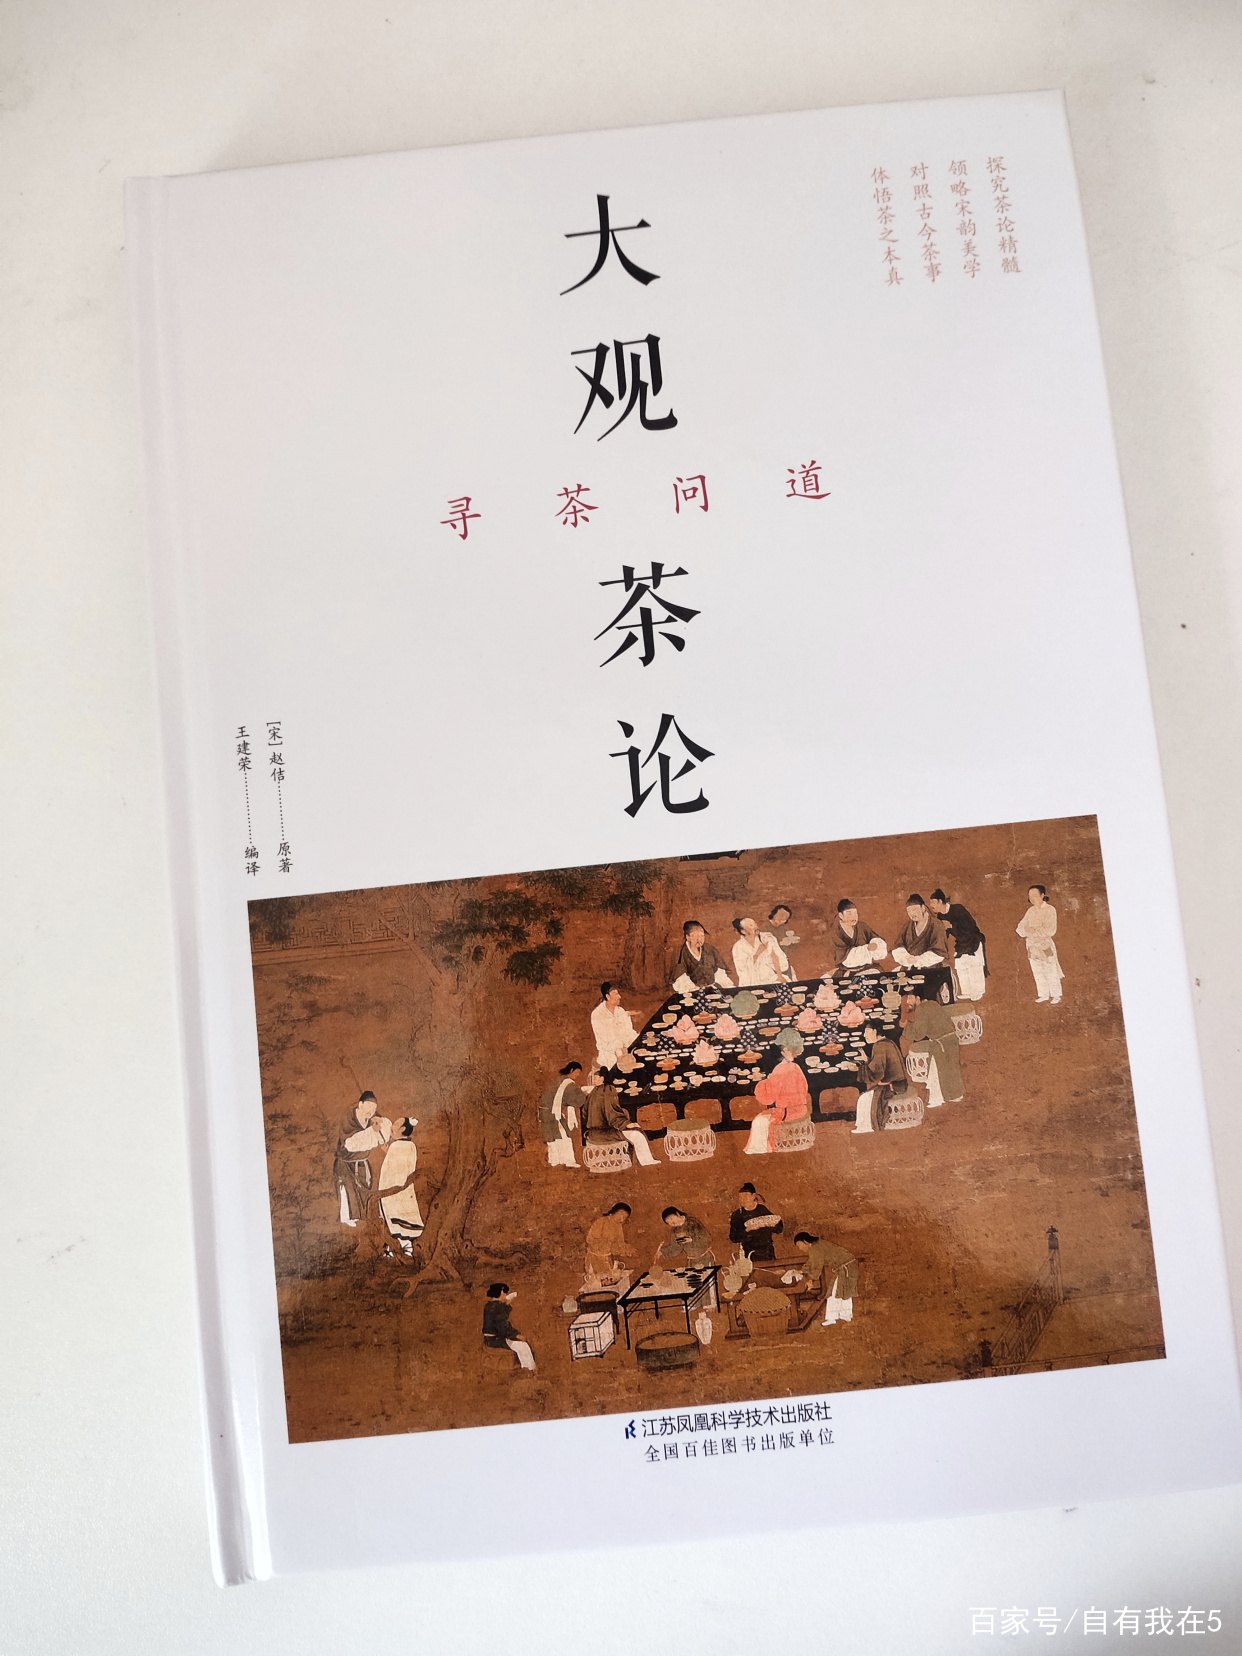 探究茶论精髓
领略宋韵美学
对照古今茶事
体悟茶之本真
大观
寻茶问道
茶论
[宋]赵佶…………原著
王建荣……………编译
江苏凤凰科学技术出版社
全国百佳图书出版单位
百家号/自有我在5